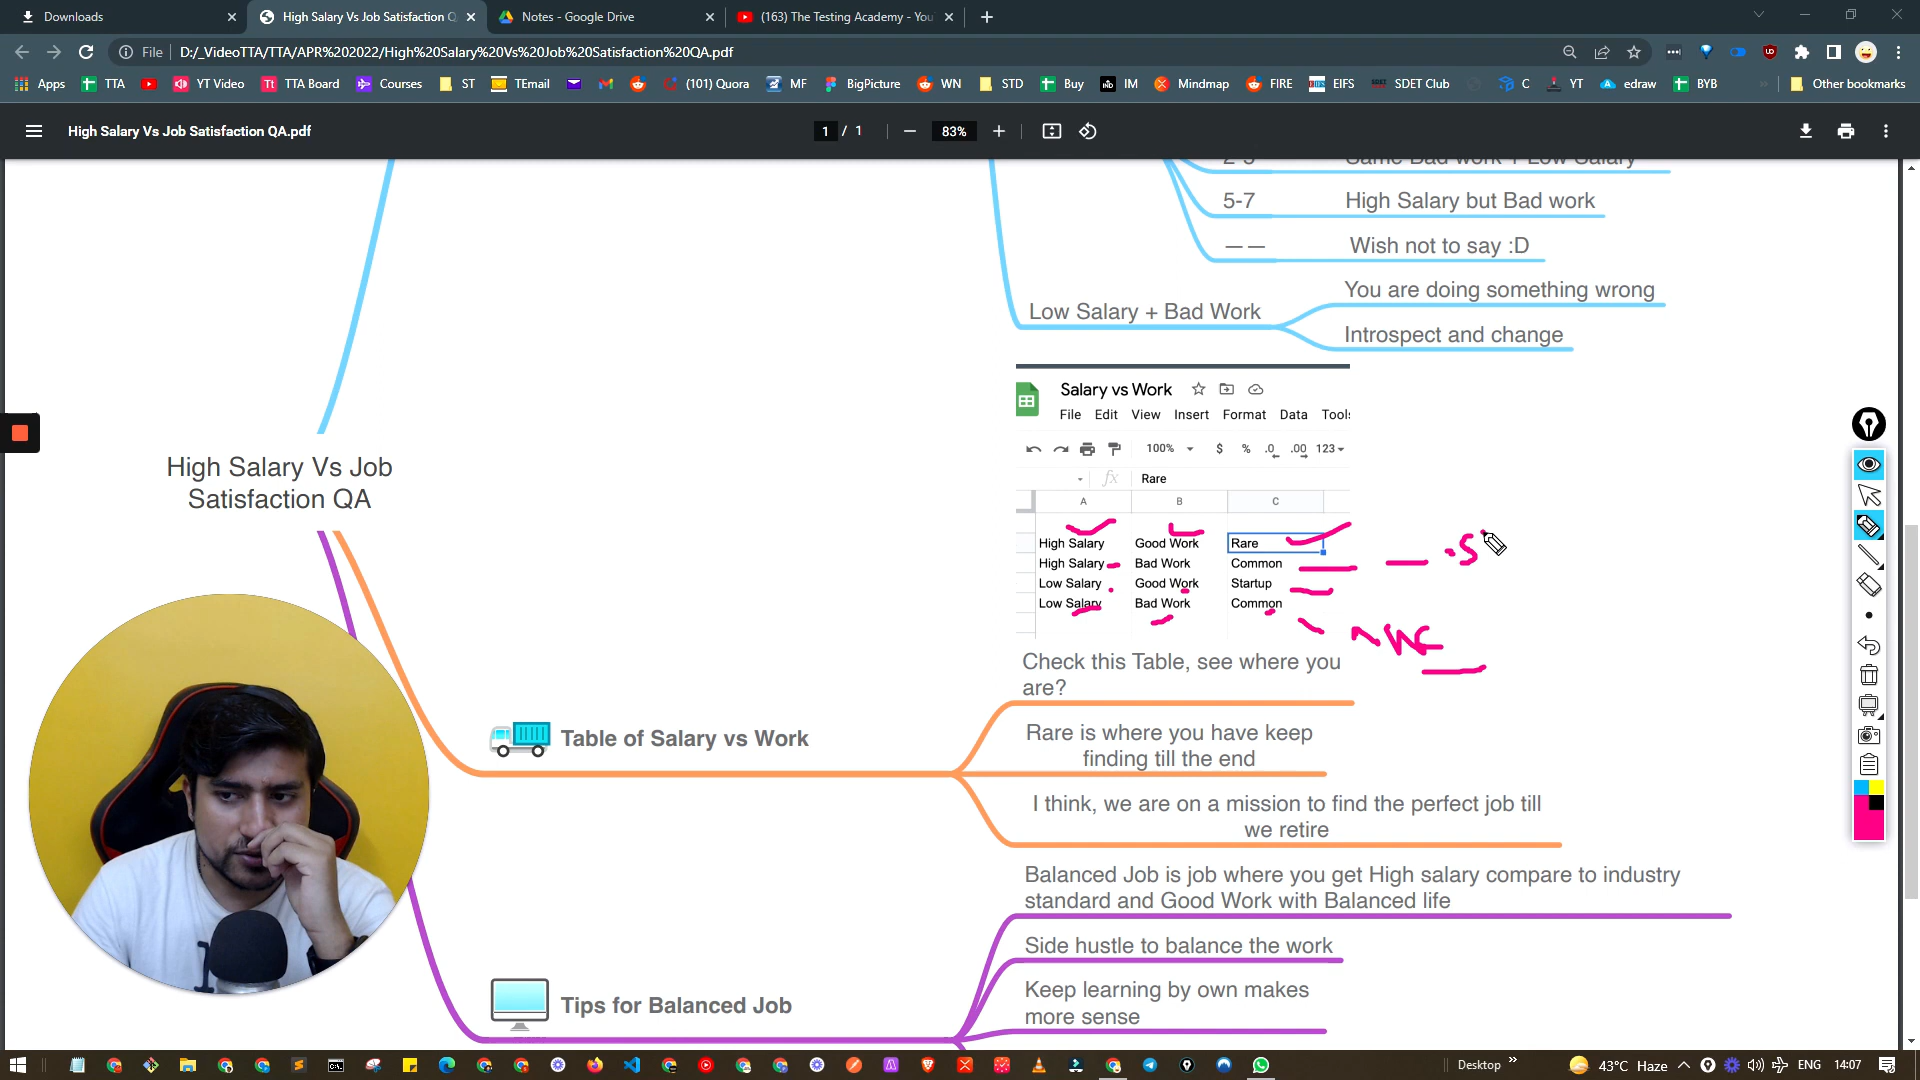 Downloads
High Salary Vs Job Satisfaction Q
Notes - Google Drive
(163) The Testing Academy - You
File
D:/_VideoTTA/TTA/APR%202022/High%20Salary%20Vs%20Job%20Satisfaction%20QA.pdf
Apps
TTA
YT Video
TTA Board
Courses
ST
TEmail
(101) Quora
MF
BigPicture
WN
STD
Buy
IM
Mindmap
FIRE
EIFS
SDET Club
C
YT
edraw
BYB
Other bookmarks
High Salary Vs Job Satisfaction QA.pdf
1 / 1
83%
2-5 Same Bad work + Low Salary
5-7 High Salary but Bad work
—— Wish not to say :D
You are doing something wrong
Low Salary + Bad Work
Introspect and change
Salary vs Work
File Edit View Insert Format Data Tools
100% $ % .0 .00 123
fx Rare
A B C
High Salary Good Work Rare
High Salary Bad Work Common
Low Salary Good Work Startup
Low Salary Bad Work Common
High Salary Vs Job
Satisfaction QA
Check this Table, see where you
are?
Table of Salary vs Work
Rare is where you have keep
finding till the end
I think, we are on a mission to find the perfect job till
we retire
Balanced Job is job where you get High salary compare to industry
standard and Good Work with Balanced life
Side hustle to balance the work
Tips for Balanced Job
Keep learning by own makes
more sense
Desktop
43°C Haze
ENG
14:07